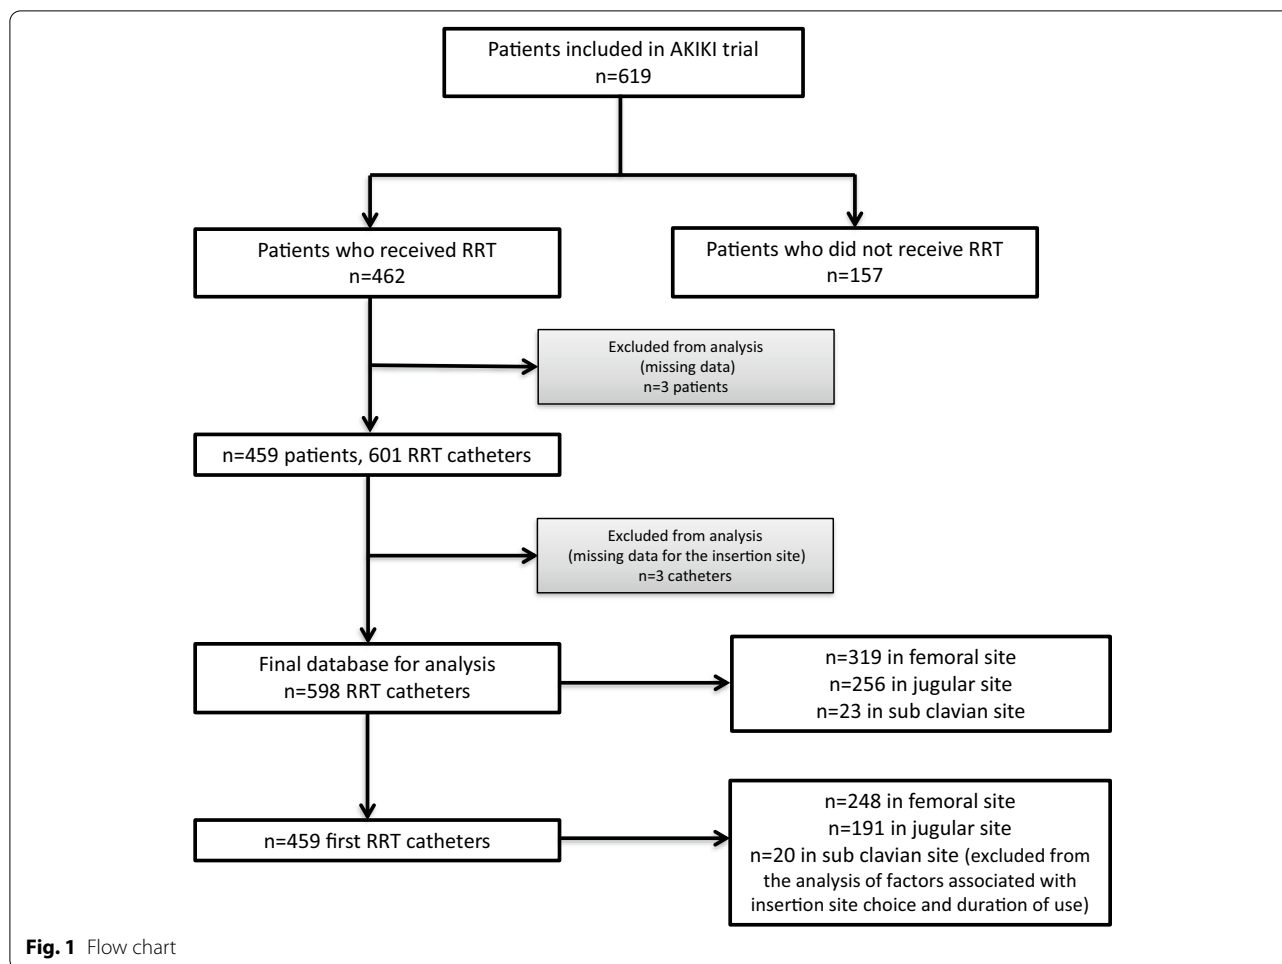 Patients included in AKIKI trial
n=619
Patients who received RRT
n=462
Patients who did not receive RRT
n=157
Excluded from analysis
(missing data)
n=3 patients
n=459 patients, 601 RRT catheters
Excluded from analysis
(missing data for the insertion site)
n=3 catheters
Final database for analysis
n=598 RRT catheters
n=319 in femoral site
n=256 in jugular site
n=23 in sub clavian site
n=459 first RRT catheters
n=248 in femoral site
n=191 in jugular site
n=20 in sub clavian site (excluded from
the analysis of factors associated with
insertion site choice and duration of use)
Fig. 1 Flow chart